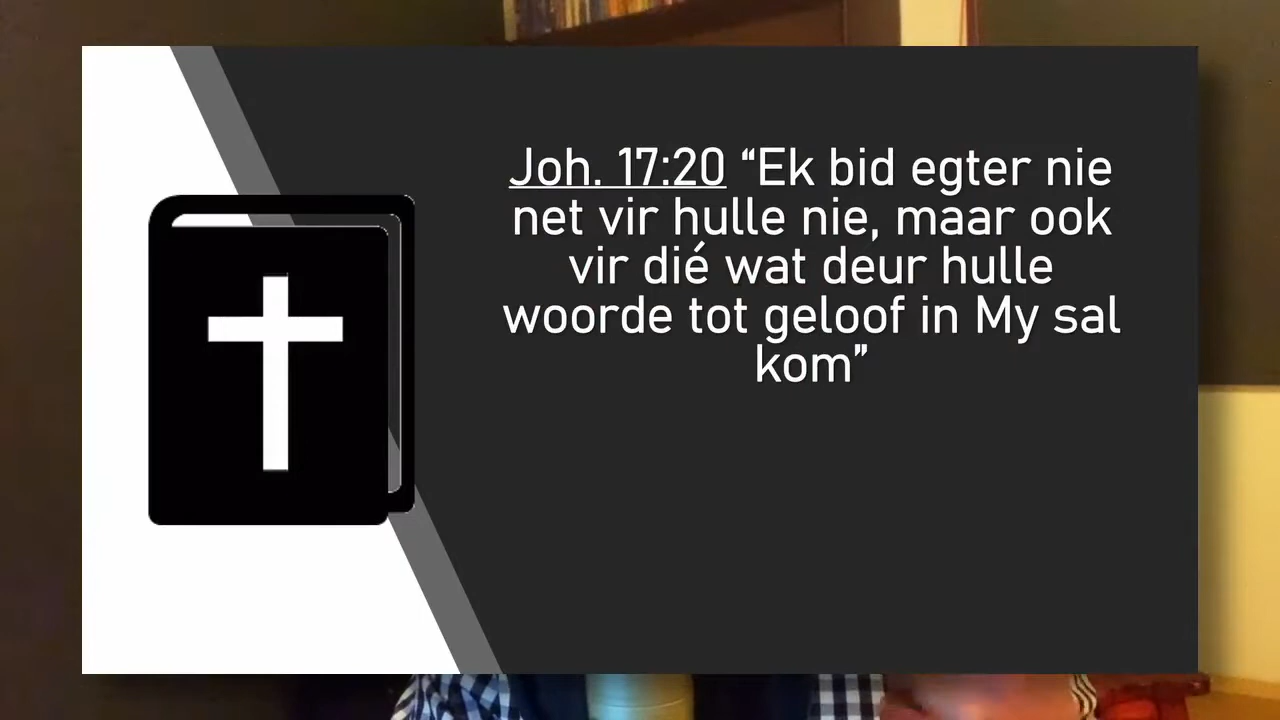 Joh. 17:20 “Ek bid egter nie
net vir hulle nie, maar ook
vir dié wat deur hulle
woorde tot geloof in My sal
kom”